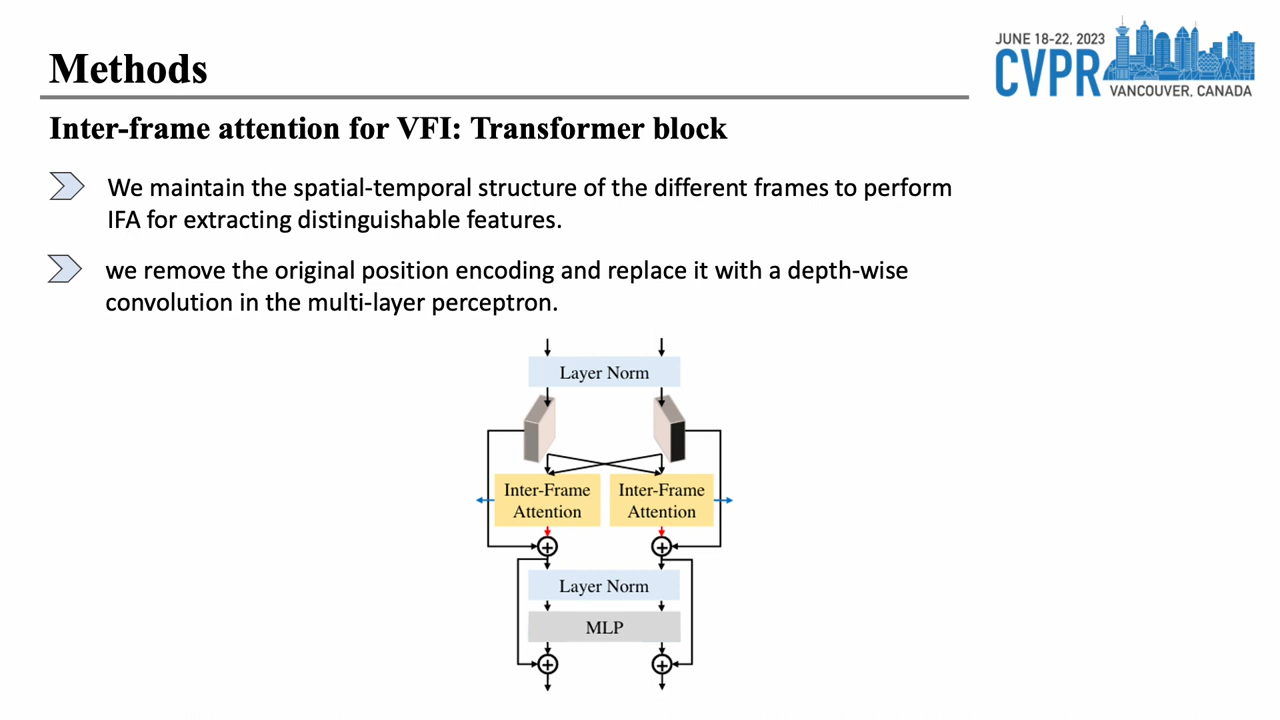 Methods
JUNE 18-22, 2023
CVPR
VANCOUVER, CANADA
Inter-frame attention for VFI: Transformer block
We maintain the spatial-temporal structure of the different frames to perform
IFA for extracting distinguishable features.
we remove the original position encoding and replace it with a depth-wise
convolution in the multi-layer perceptron.
Layer Norm
Inter-Frame
Attention
Inter-Frame
Attention
Layer Norm
MLP